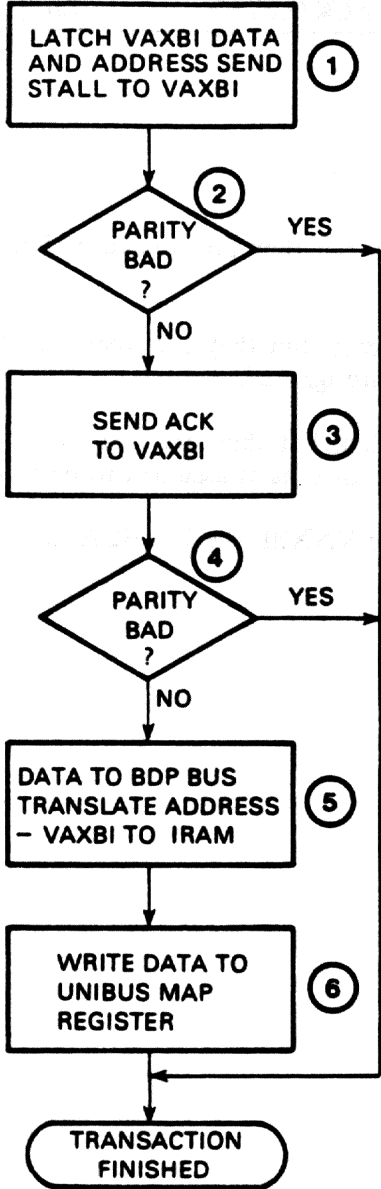 LATCH VAXBI DATA
AND ADDRESS SEND
STALL TO VAXBI
1
2
PARITY
BAD
?
YES
NO
SEND ACK
TO VAXBI
3
4
PARITY
BAD
?
YES
NO
DATA TO BDP BUS
TRANSLATE ADDRESS
– VAXBI TO IRAM
5
WRITE DATA TO
UNIBUS MAP
REGISTER
6
TRANSACTION
FINISHED